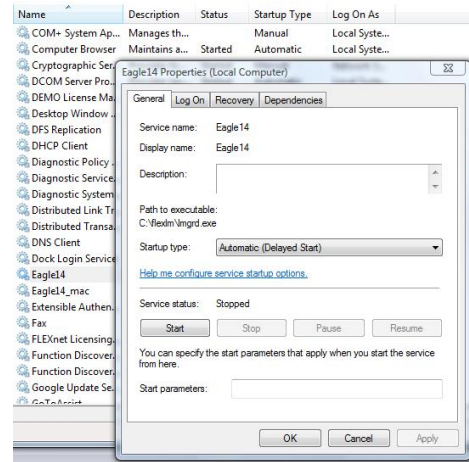 Name Description Status Startup Type Log On As
COM+ System Ap... Manages th... Manual Local Syste...
Computer Browser Maintains a... Started Automatic Local Syste...
Cryptographic Ser.
DCOM Server Pro..
DEMO License Ma.
Desktop Window .
DFS Replication
DHCP Client
Diagnostic Policy .
Diagnostic Service.
Diagnostic System
Distributed Link Tr
Distributed Transa.
DNS Client
Dock Login Service
Eagle14
Eagle14_mac
Extensible Authen.
Fax
FLEXnet Licensing.
Function Discover.
Function Discover.
Google Update Se.
GoToAssist
Eagle14 Properties (Local Computer)
General Log On Recovery Dependencies
Service name: Eagle14
Display name: Eagle14
Description:
Path to executable:
C:\flexlm\lmgrd.exe
Startup type: Automatic (Delayed Start)
Help me configure service startup options.
Service status: Stopped
Start Stop Pause Resume
You can specify the start parameters that apply when you start the service
from here.
Start parameters:
OK Cancel Apply